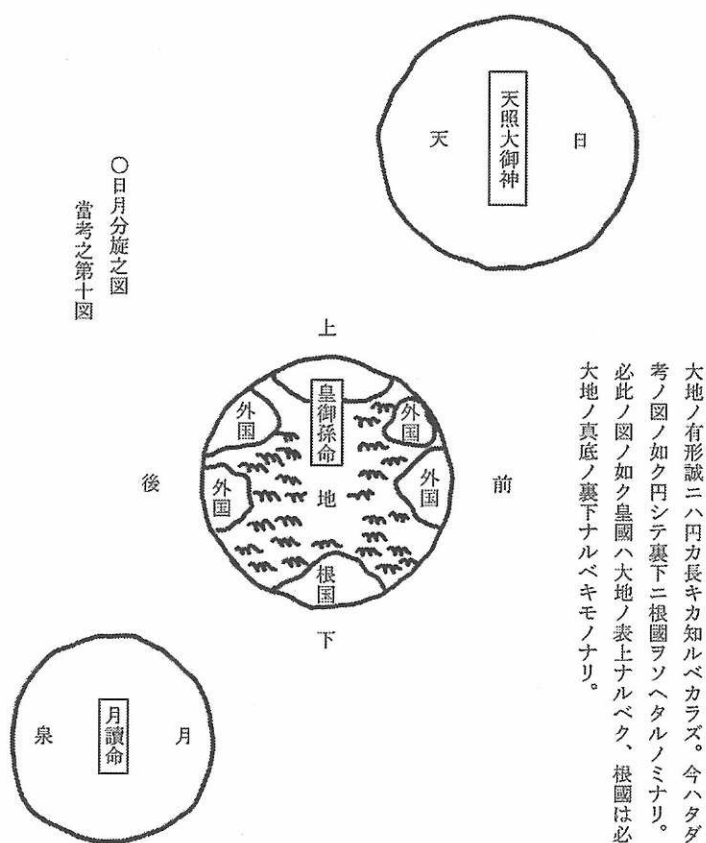 大地ノ有形誠ニハ円カ長キカ知ルベカラズ。今ハタダ
考ノ図ノ如ク円シテ裏下ニ根國ヲソヘタルノミナリ。
必此ノ図ノ如ク皇國ハ大地ノ表上ナルベク、根國は必
大地ノ真底ノ裏下ナルベキモノナリ。
日
天照大御神
天
〇日月分旋之図
當考之第十図
上
前
皇御孫命
地
外国
外国
外国
外国
根国
後
下
月
月讀命
泉